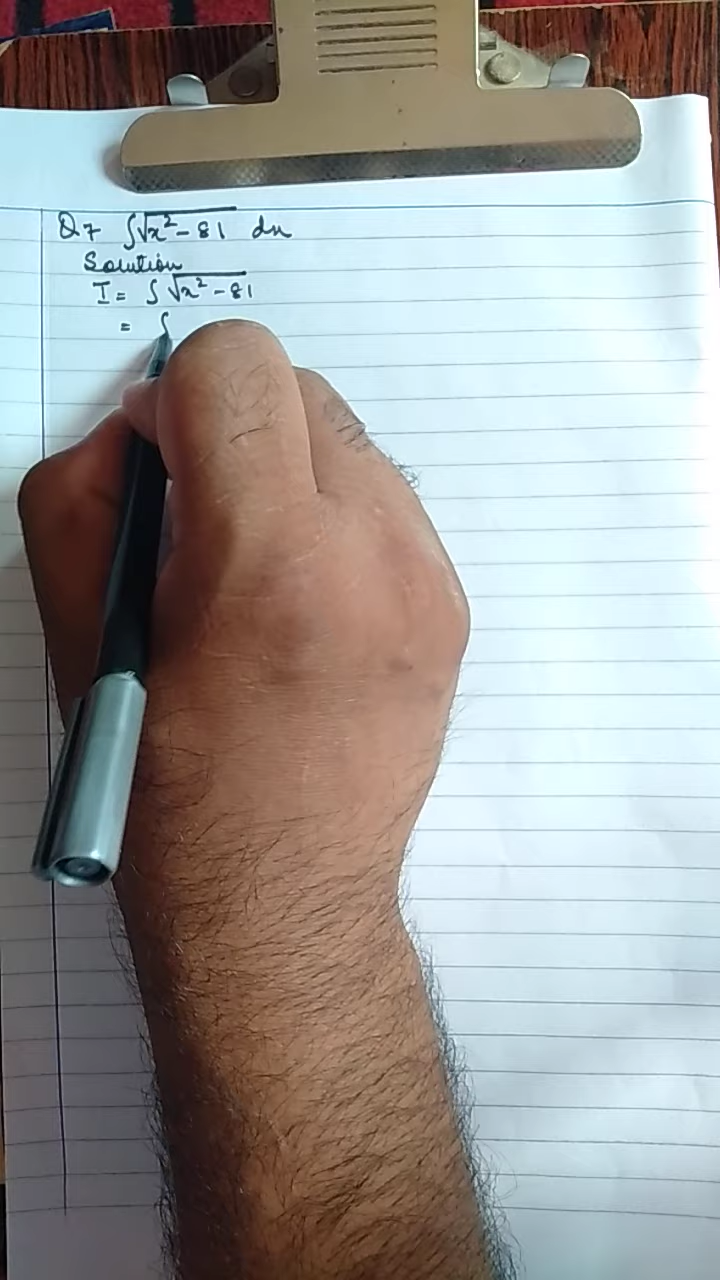 Q7 ∫√x² - 81 dx
Solution
I = ∫ √x² - 81
= ∫